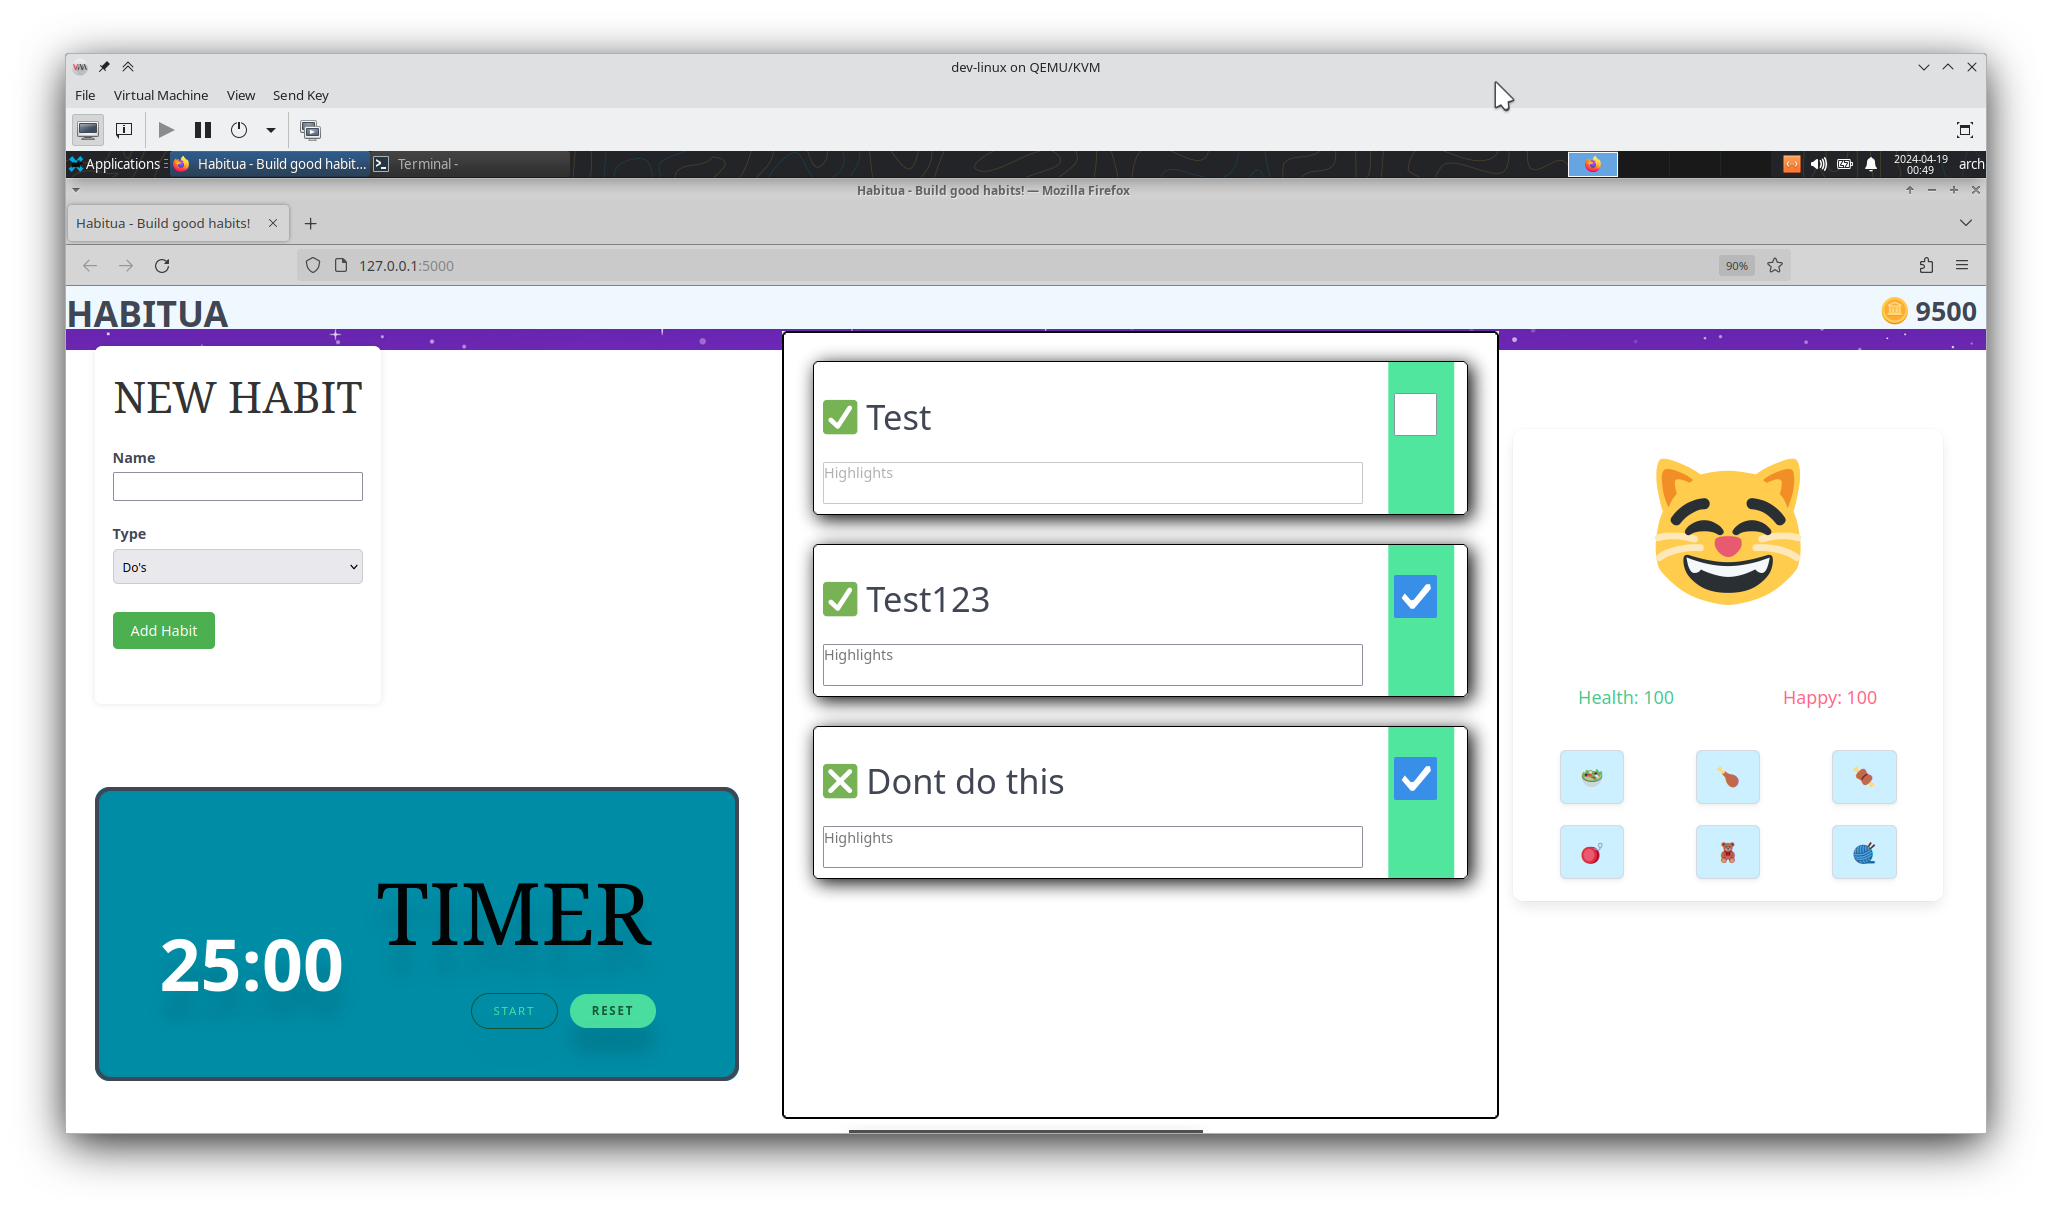 dev-linux on QEMU/KVM
File Virtual Machine View Send Key
Applications Habitua - Build good habit... Terminal - 2024-04-19 00:49 arch
Habitua - Build good habits! — Mozilla Firefox
Habitua - Build good habits!
127.0.0.1:5000 90%
HABITUA 9500
NEW HABIT
Name
Type
Do's
Add Habit
TIMER
25:00
START RESET
Test
Highlights
Test123
Highlights
Dont do this
Highlights
Health: 100 Happy: 100